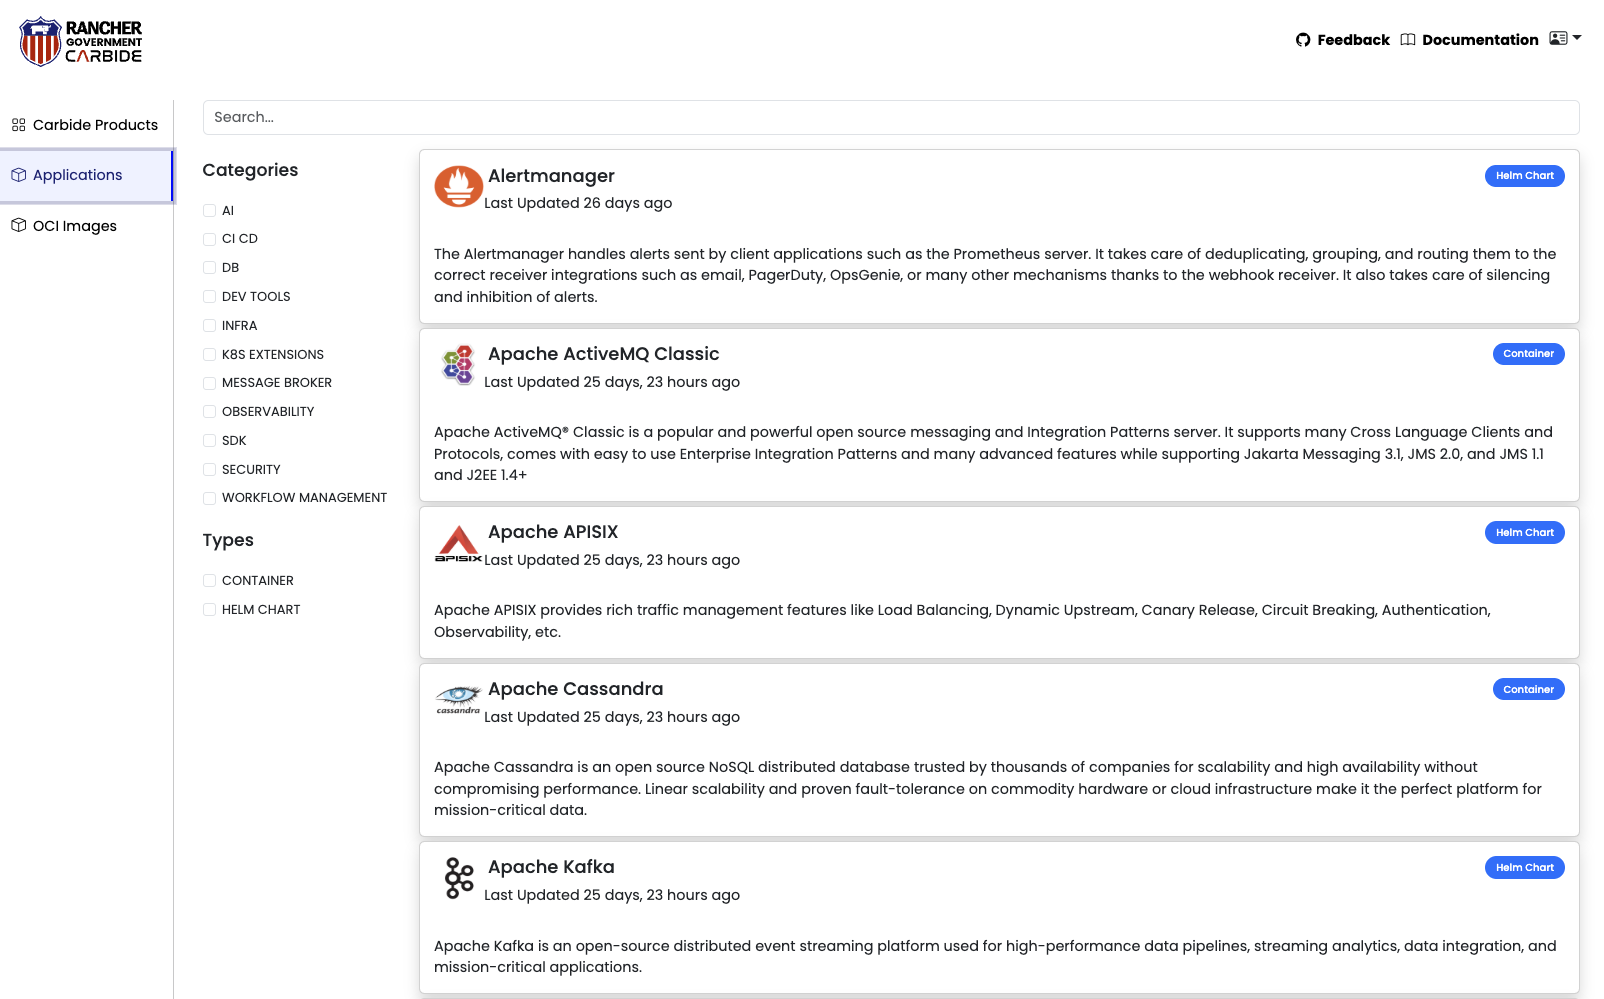 RANCHER
GOVERNMENT
CARBIDE
Feedback
Documentation
Carbide Products
Applications
OCI Images
Search...
Categories
AI
CI CD
DB
DEV TOOLS
INFRA
K8S EXTENSIONS
MESSAGE BROKER
OBSERVABILITY
SDK
SECURITY
WORKFLOW MANAGEMENT
Types
CONTAINER
HELM CHART
Alertmanager
Helm Chart
Last Updated 26 days ago
The Alertmanager handles alerts sent by client applications such as the Prometheus server. It takes care of deduplicating, grouping, and routing them to the
correct receiver integrations such as email, PagerDuty, OpsGenie, or many other mechanisms thanks to the webhook receiver. It also takes care of silencing
and inhibition of alerts.
Apache ActiveMQ Classic
Container
Last Updated 25 days, 23 hours ago
Apache ActiveMQ® Classic is a popular and powerful open source messaging and Integration Patterns server. It supports many Cross Language Clients and
Protocols, comes with easy to use Enterprise Integration Patterns and many advanced features while supporting Jakarta Messaging 3.1, JMS 2.0, and JMS 1.1
and J2EE 1.4+
Apache APISIX
Helm Chart
APISIX
Last Updated 25 days, 23 hours ago
Apache APISIX provides rich traffic management features like Load Balancing, Dynamic Upstream, Canary Release, Circuit Breaking, Authentication,
Observability, etc.
Apache Cassandra
Container
cassandra
Last Updated 25 days, 23 hours ago
Apache Cassandra is an open source NoSQL distributed database trusted by thousands of companies for scalability and high availability without
compromising performance. Linear scalability and proven fault-tolerance on commodity hardware or cloud infrastructure make it the perfect platform for
mission-critical data.
Apache Kafka
Helm Chart
Last Updated 25 days, 23 hours ago
Apache Kafka is an open-source distributed event streaming platform used for high-performance data pipelines, streaming analytics, data integration, and
mission-critical applications.